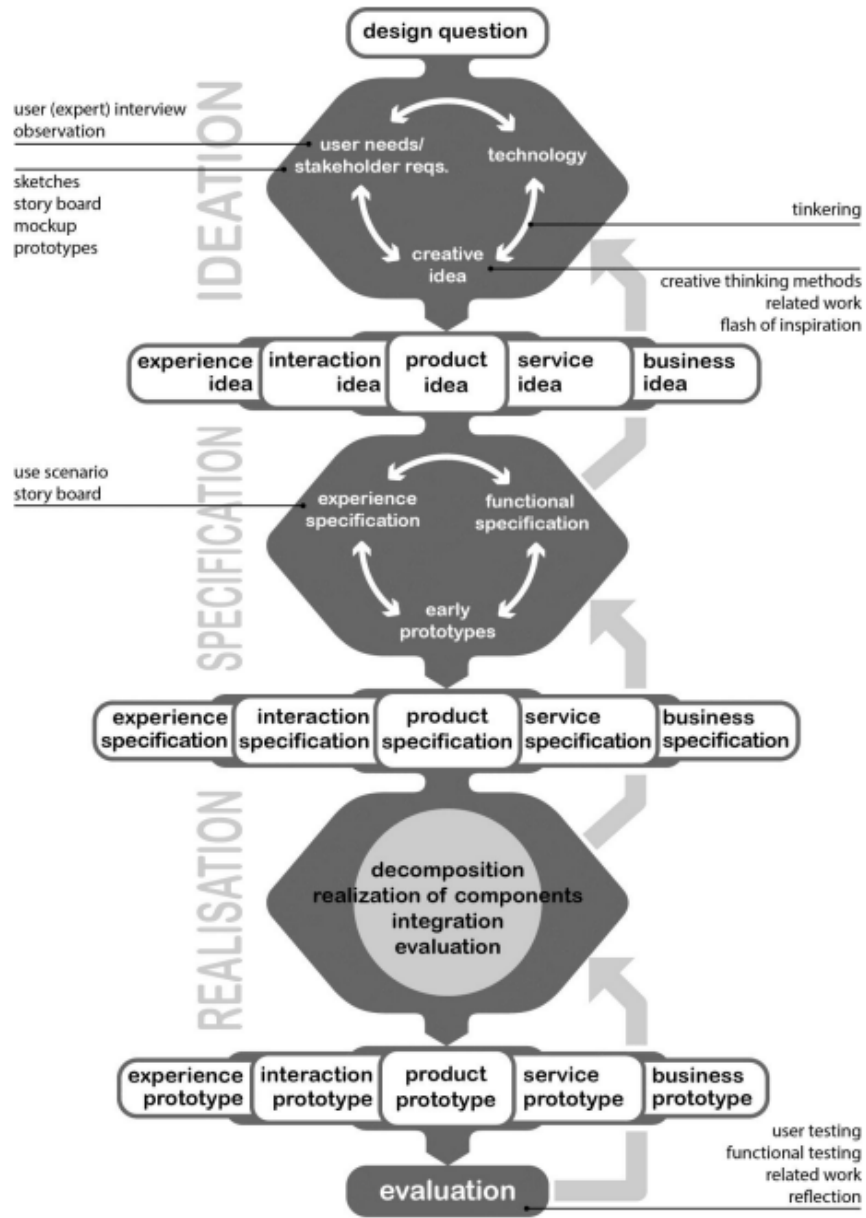 design question
IDEATION
user (expert) interview
observation
user needs/
stakeholder reqs.
technology
sketches
story board
mockup
prototypes
tinkering
creative
idea
creative thinking methods
related work
flash of inspiration
experience
idea
interaction
idea
product
idea
service
idea
business
idea
SPECIFICATION
use scenario
story board
experience
specification
functional
specification
early
prototypes
experience
specification
interaction
specification
product
specification
service
specification
business
specification
REALISATION
decomposition
realization of components
integration
evaluation
experience
prototype
interaction
prototype
product
prototype
service
prototype
business
prototype
user testing
functional testing
related work
reflection
evaluation